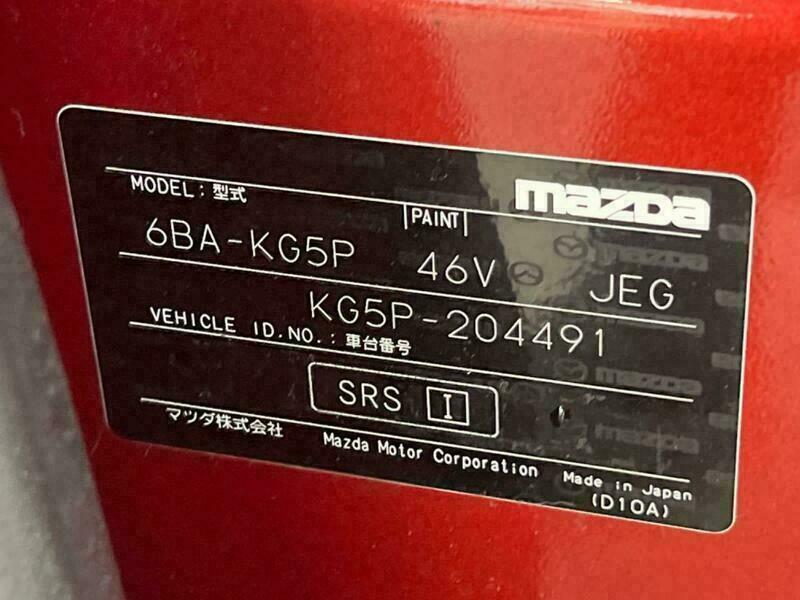 mazda
MODEL : 型式
PAINT
6BA-KG5P 46V JEG
KG5P-204491
VEHICLE ID.NO. : 車台番号
SRS I
マツダ株式会社 Mazda Motor Corporation Made in Japan
(D10A)